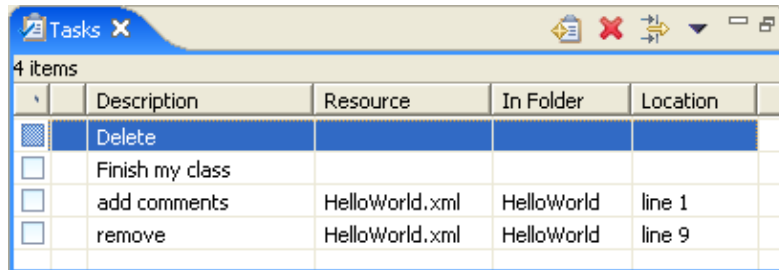 Tasks
4 items
Description Resource In Folder Location
Delete
Finish my class
add comments HelloWorld.xml HelloWorld line 1
remove HelloWorld.xml HelloWorld line 9